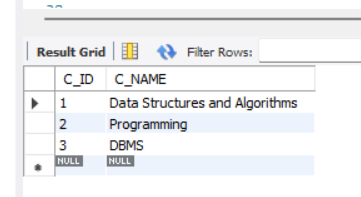 Result Grid Filter Rows:
C_ID C_NAME
1 Data Structures and Algorithms
2 Programming
3 DBMS
NULL NULL